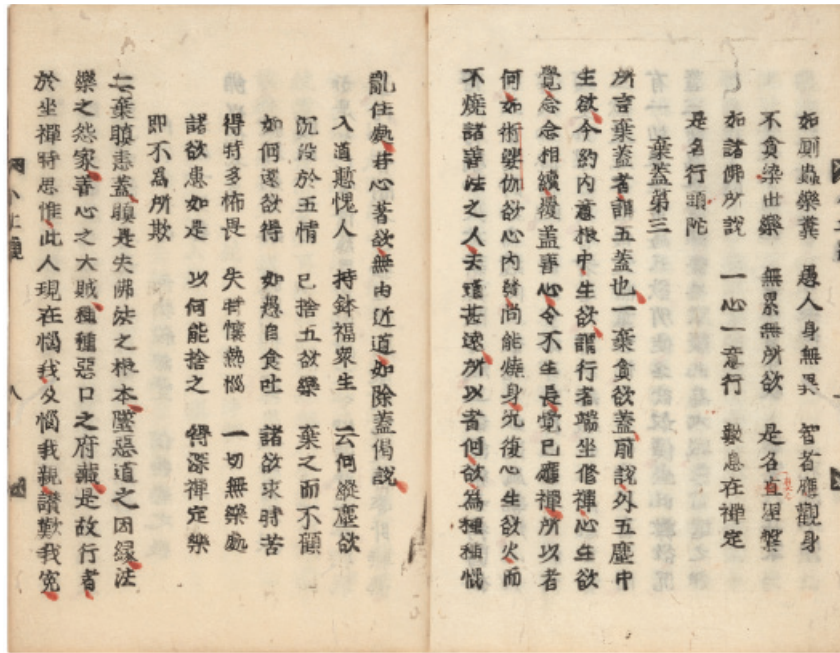 如厠蟲樂糞　愚人身無異　智者應觀身
不貪染世樂　無累無所欲　是名真涅槃
如諸佛所說　一心一意行　數息在禪定
是名行頭陀
棄蓋第三
所言棄蓋者謂五蓋也一棄貪欲蓋前說外五塵中
生欲今約内意根中生欲謂行者端坐修禪心生欲
覺念念相續覆蓋善心令不生長覺已應棄所以者
何如術婆伽欲心内發尚能燒身况復心生欲火而
不燒諸善法之人去道甚遠所以者何欲為種種惱
亂住處若心著欲無由近道如除蓋偈說
入道慙愧人　持鉢福衆生　云何縱塵欲
沉没於五情　已捨五欲樂　棄之而不顧
如何還欲得　如愚自食吐　諸欲求時苦
得時多怖畏　失時懷熱惱　一切無樂處
諸欲患如是　以何能捨之　得深禪定樂
即不為所欺
二棄瞋恚蓋瞋是失佛法之根本墜惡道之因縁法
樂之怨家善心之大賊種種惡口之府藏是故行者
於坐禪時思惟此人現在惱我及惱我親讃歎我冤